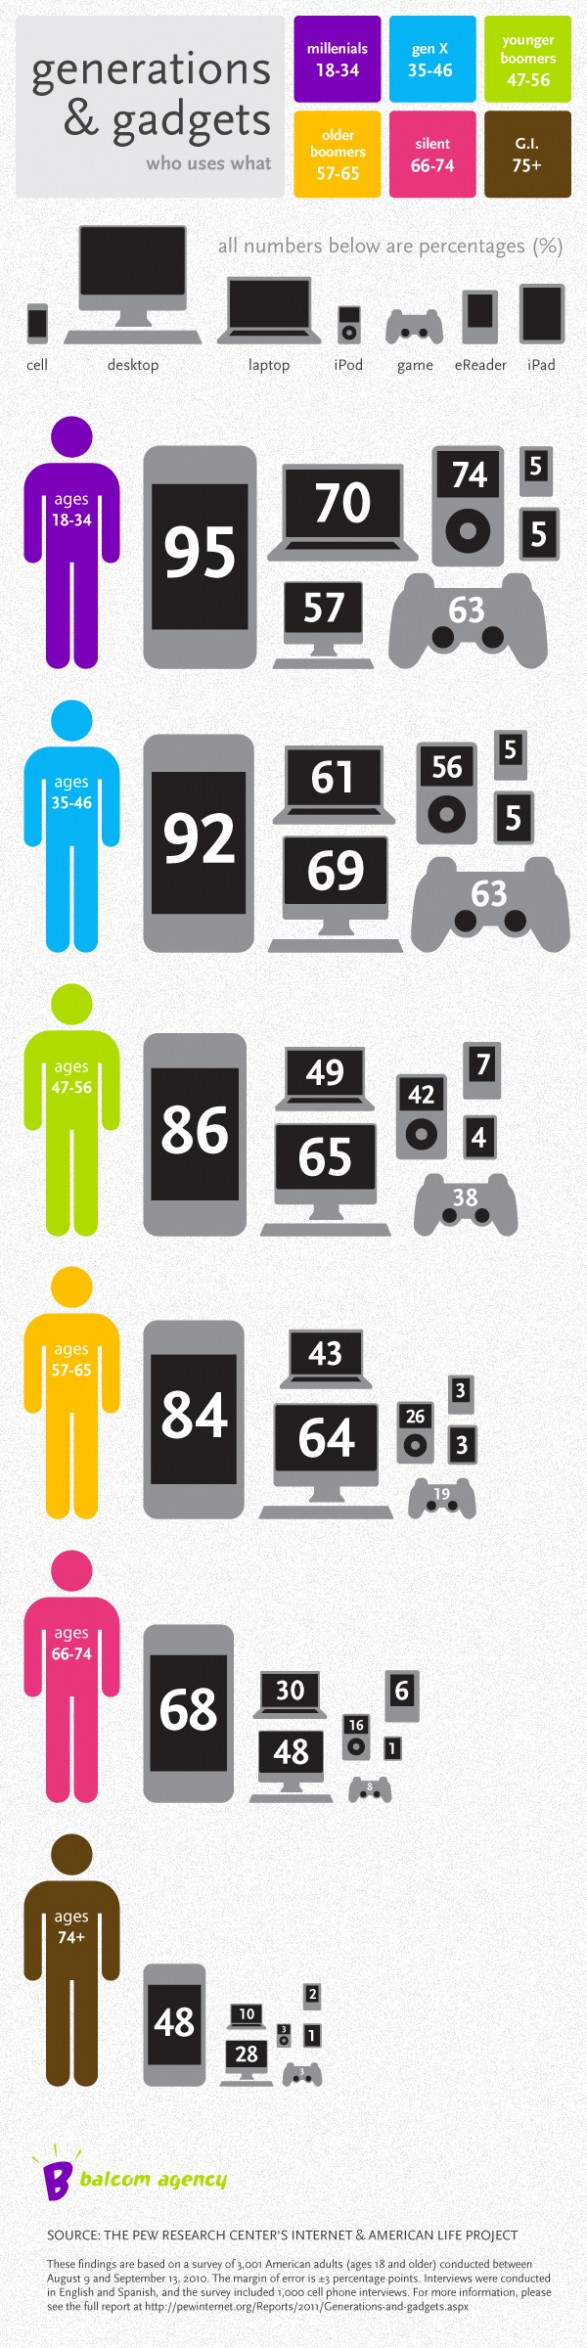 generations
& gadgets
who uses what
millenials
18-34
gen X
35-46
younger
boomers
47-56
older
boomers
57-65
silent
66-74
G.I.
75+
all numbers below are percentages (%)
cell
desktop
laptop
iPod
game
eReader
iPad
ages
18-34
95
70
57
74
5
5
63
ages
35-46
92
61
69
56
5
5
63
ages
47-56
86
49
65
42
7
4
38
ages
57-65
84
43
64
26
3
3
19
ages
66-74
68
30
48
16
6
1
8
ages
74+
48
10
28
3
2
1
3
B balcom agency
SOURCE: THE PEW RESEARCH CENTER'S INTERNET & AMERICAN LIFE PROJECT
These findings are based on a survey of 3,001 American adults (ages 18 and older) conducted between
August 9 and September 13, 2010. The margin of error is ±3 percentage points. Interviews were conducted
in English and Spanish, and the survey included 1,000 cell phone interviews. For more information, please
see the full report at http://pewinternet.org/Reports/2011/Generations-and-gadgets.aspx